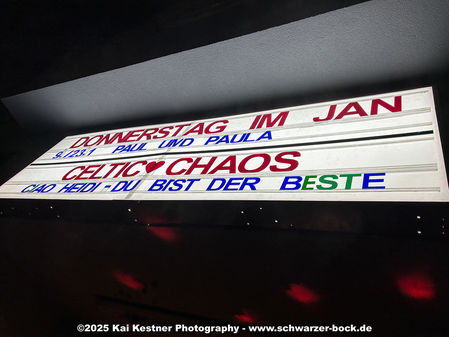 DONNERSTAG IM JAN
9./23.1 PAUL UND PAULA
CELTIC♥CHAOS
CIAO HEIDI - DU BIST DER BESTE
©2025 Kai Kestner Photography - www.schwarzer-bock.de